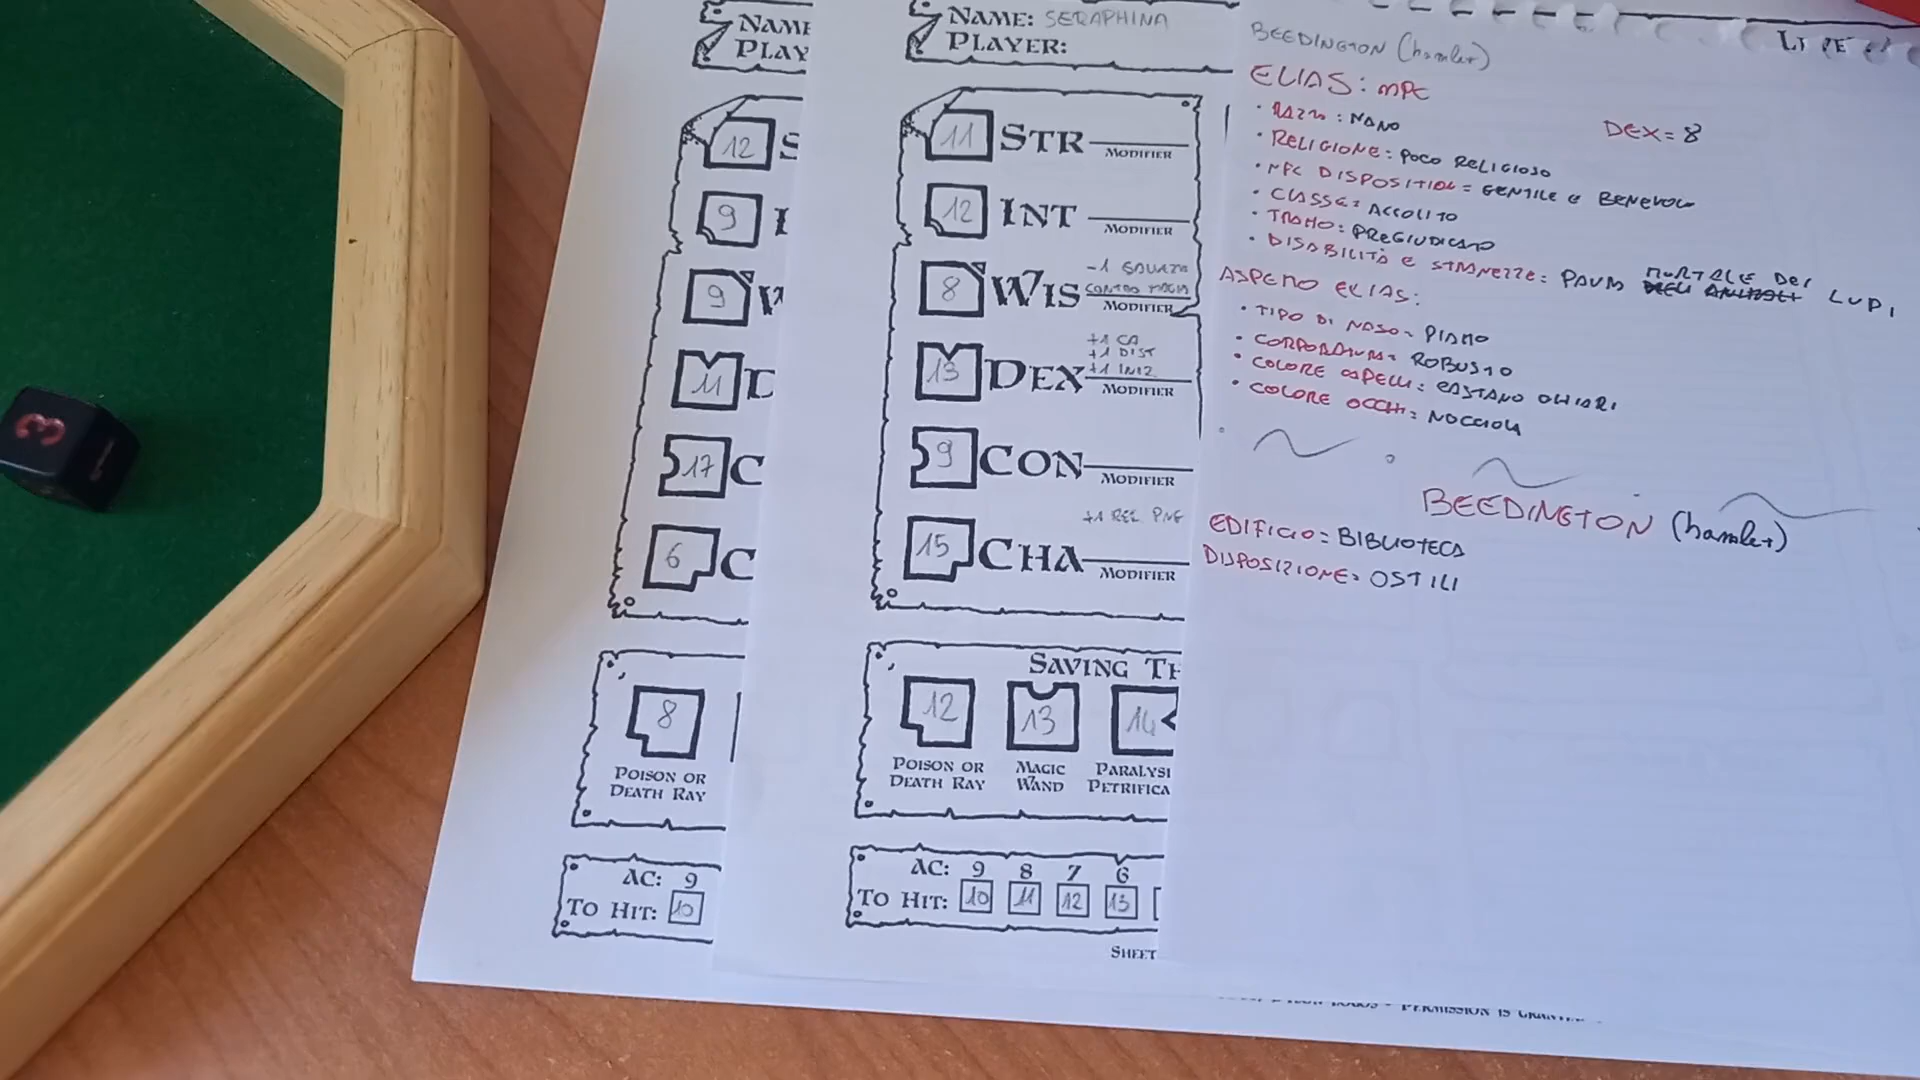 NAME
PLAY
12 S
9 I
9 W
11 D
17 C
6 C
8
POISON OR
DEATH RAY
AC: 9
TO HIT: 10
NAME: SERAPHINA
PLAYER:
11 STR MODIFIER
12 INT MODIFIER
8 WIS MODIFIER
-1
13 DEX MODIFIER
+1 CA
+1 DIST
+1 INIZ
9 CON MODIFIER
15 CHA MODIFIER
+1 REZ PNG
SAVING TH
12 13 14
POISON OR
DEATH RAY
MAGIC
WAND
PARALYSI
PETRIFICA
AC: 9 8 7 6
TO HIT: 10 11 12 13
SHEET
BEEDINGTON (hamlet)
ELIAS:
DEX = 8
• RAZZA: NANO
• RELIGIONE: POCO RELIGIOSO
• NPC DISPOSITION = GENTILE E BENEVOLO
• CLASSE: ACCOLITO
• TRATTO: PREGIUDICATO
• DISABILITÀ E STRANEZZE: PAURA MORTALE DEI LUPI
ASPETTO ELIAS:
• TIPO DI NASO = PIATTO
• CORPORATURA = ROBUSTO
• COLORE CAPELLI: CASTANO CHIARI
• COLORE OCCHI: NOCCIOLA
BEEDINGTON (hamlet)
EDIFICIO = BIBLIOTECA
DISPOSIZIONE = OSTILI
PERMISSION IS